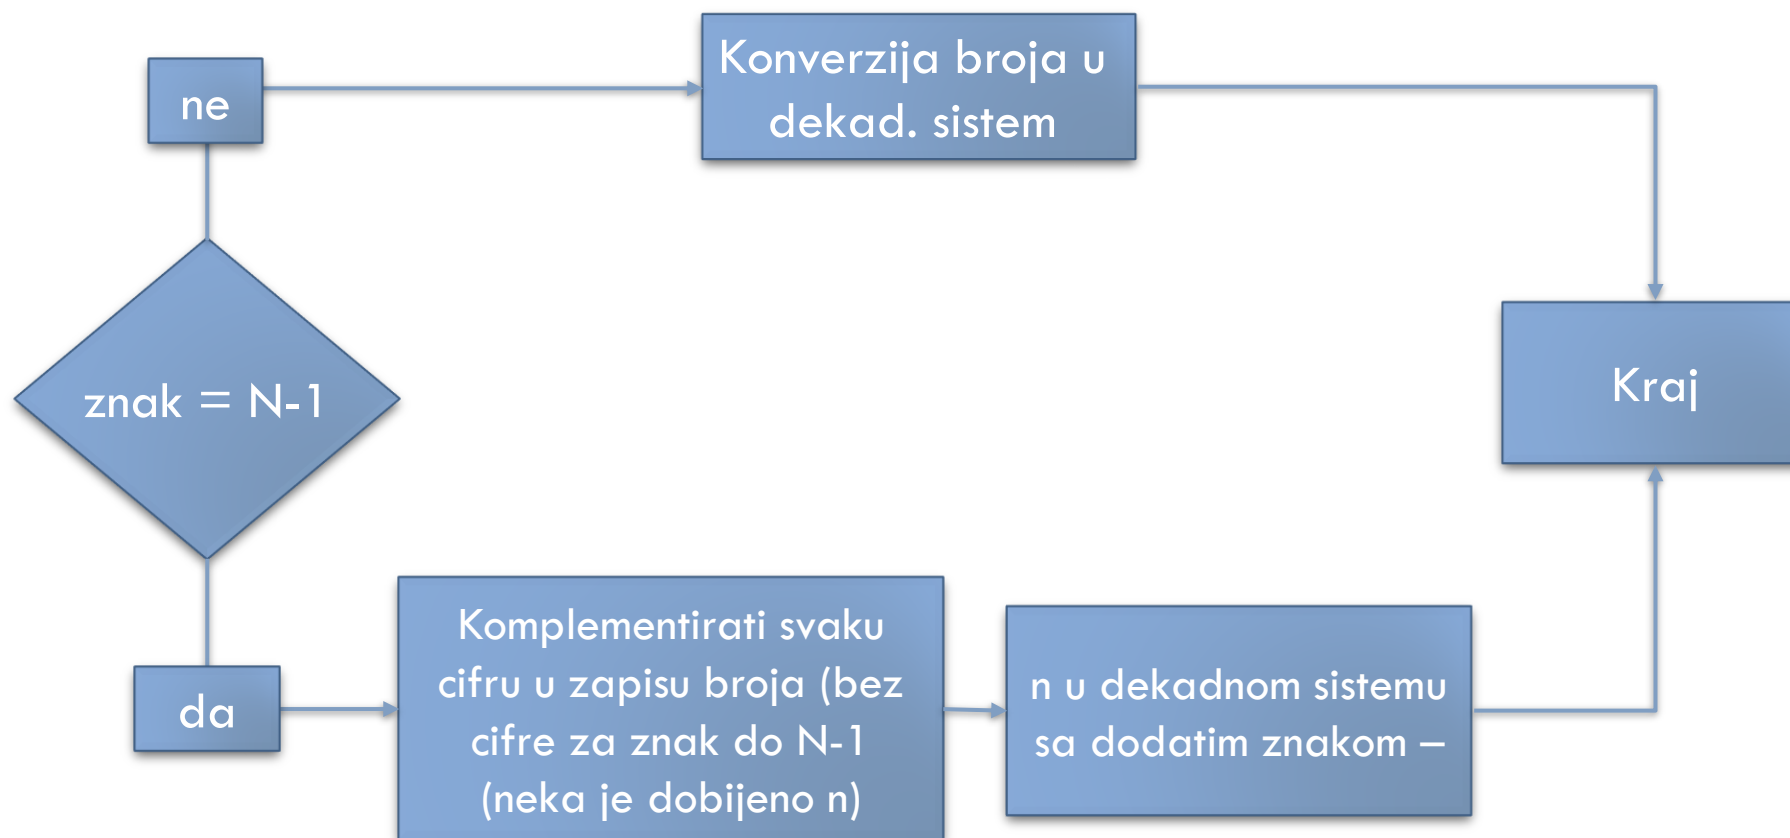 ne
Konverzija broja u
dekad. sistem
znak = N-1
Kraj
da
Komplementirati svaku
cifru u zapisu broja (bez
cifre za znak do N-1
(neka je dobijeno n)
n u dekadnom sistemu
sa dodatim znakom –